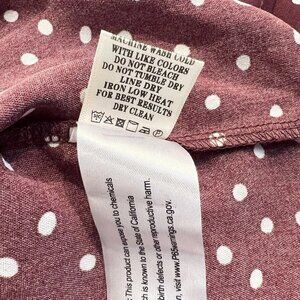 MACHINE WASH COLD
WITH LIKE COLORS
DO NOT BLEACH
DO NOT TUMBLE DRY
LINE DRY
IRON LOW HEAT
FOR BEST RESULTS
DRY CLEAN
: This product can expose you to chemicals
which is known to the State of California
birth defects or other reproductive harm.
visit www.P65warnings.ca.gov.